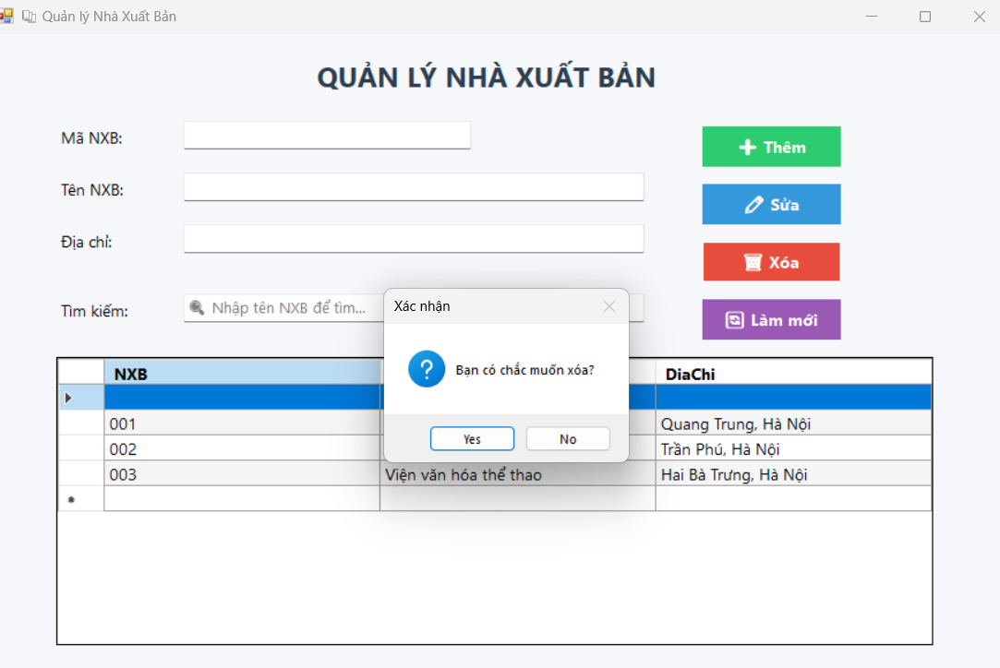 Quản lý Nhà Xuất Bản
QUẢN LÝ NHÀ XUẤT BẢN
Mã NXB:
Thêm
Tên NXB:
Sửa
Địa chỉ:
Xóa
Tìm kiếm:
Nhập tên NXB để tìm...
Làm mới
Xác nhận
Bạn có chắc muốn xóa?
Yes No
NXB DiaChi
001 Quang Trung, Hà Nội
002 Trần Phú, Hà Nội
003 Viện văn hóa thể thao Hai Bà Trưng, Hà Nội